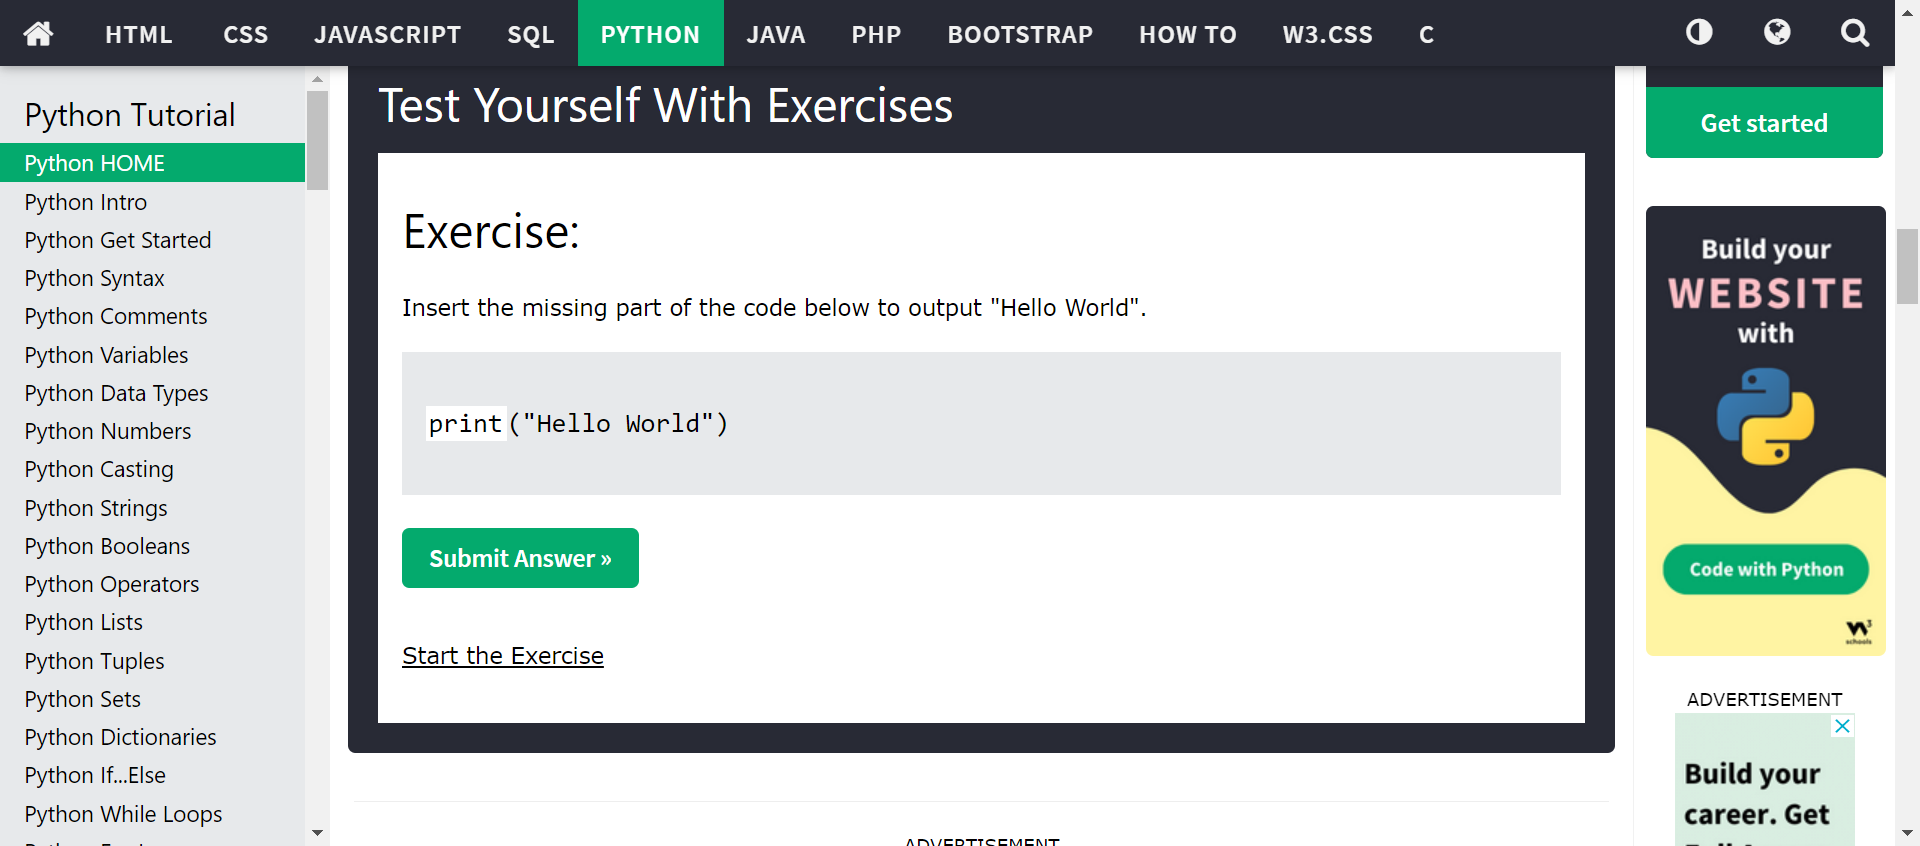 HTML CSS JAVASCRIPT SQL PYTHON JAVA PHP BOOTSTRAP HOW TO W3.CSS C
Python Tutorial
Python HOME
Python Intro
Python Get Started
Python Syntax
Python Comments
Python Variables
Python Data Types
Python Numbers
Python Casting
Python Strings
Python Booleans
Python Operators
Python Lists
Python Tuples
Python Sets
Python Dictionaries
Python If...Else
Python While Loops
Test Yourself With Exercises
Exercise:
Insert the missing part of the code below to output "Hello World".
print("Hello World")
Submit Answer »
Start the Exercise
ADVERTISEMENT
Get started
Build your
WEBSITE
with
Code with Python
W3
schools
ADVERTISEMENT
Build your
career. Get